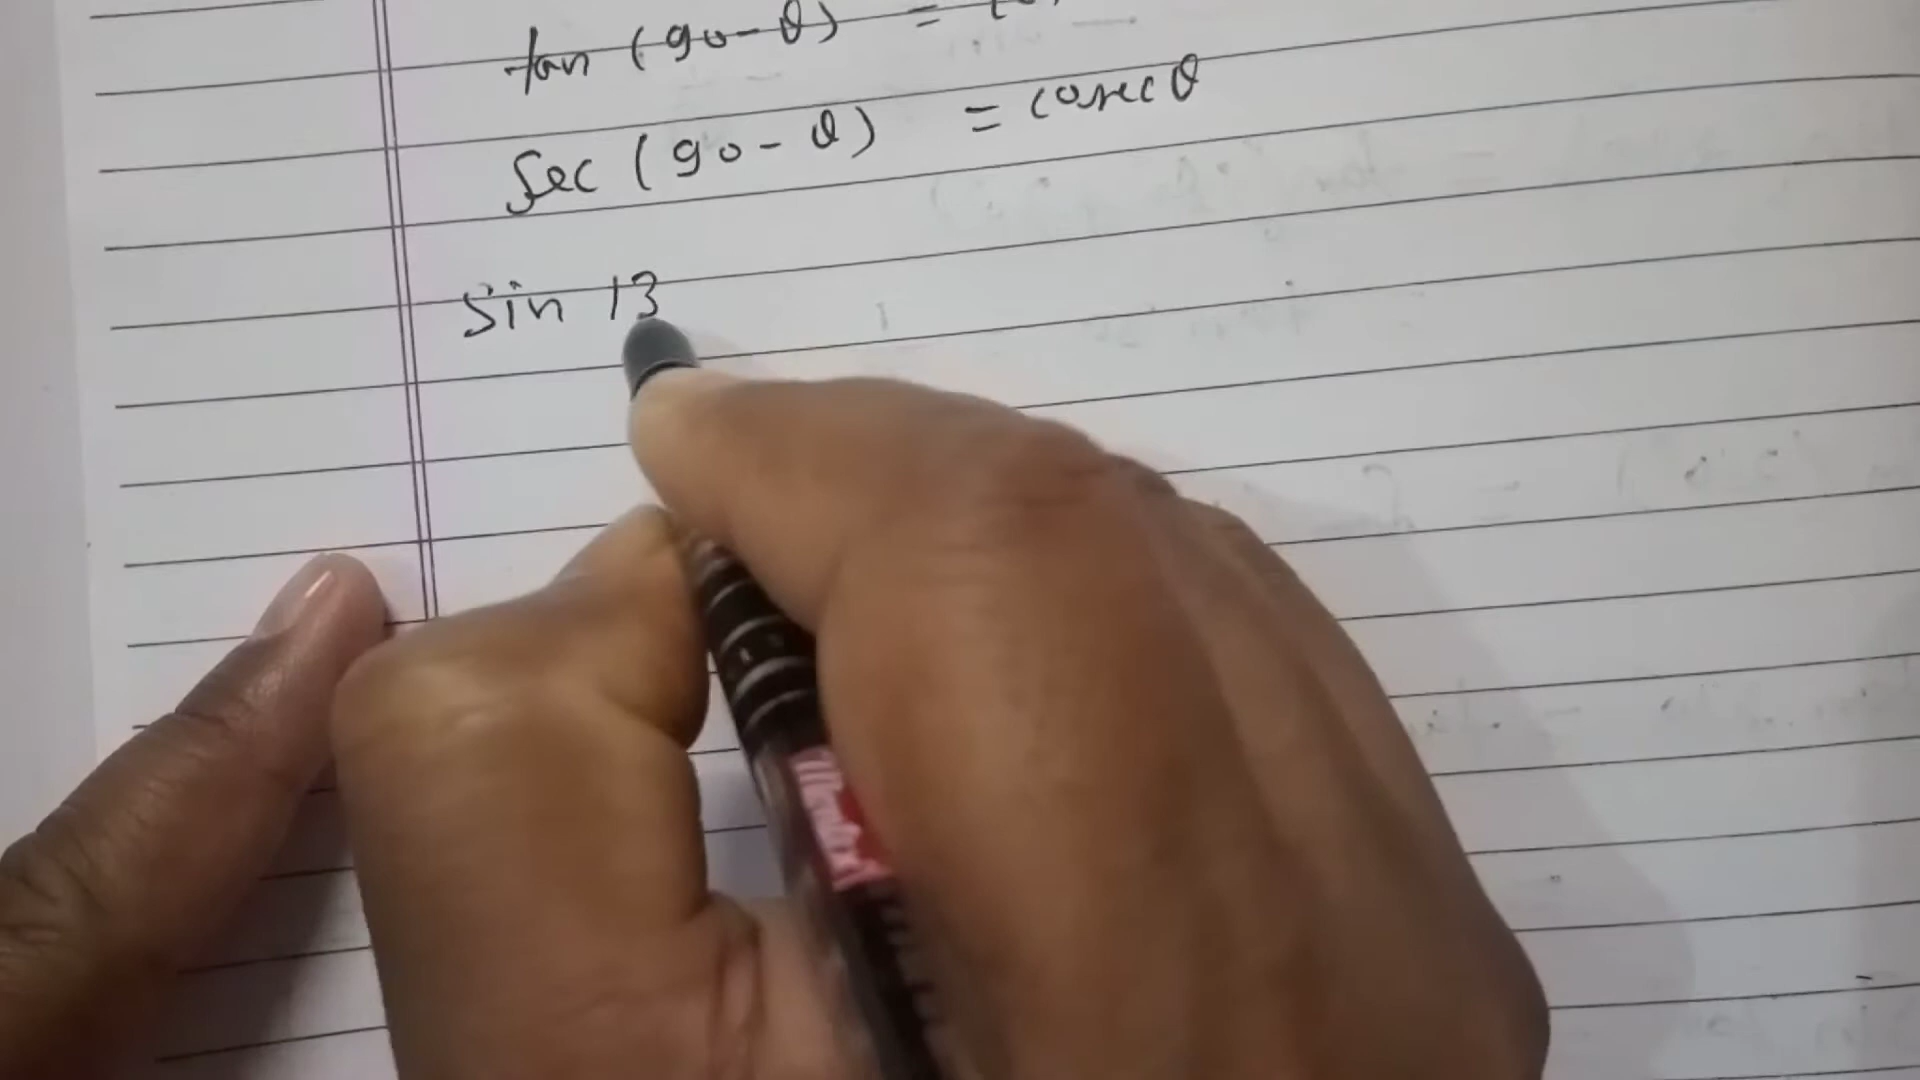 tan (90-θ) =
sec (90-θ) = cosec θ
sin 13